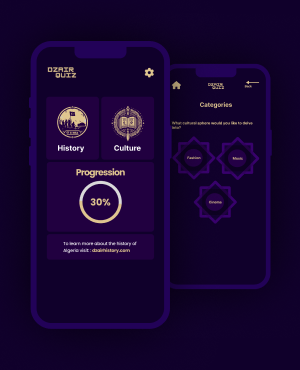 DZAIR
QUIZ
History
Culture
Progression
30%
To learn more about the history of
Algeria visit : dzairhistory.com
DZAIR
QUIZ
Back
Categories
What cultural sphere would you like to delve
into?
Fashion
Music
Cinema